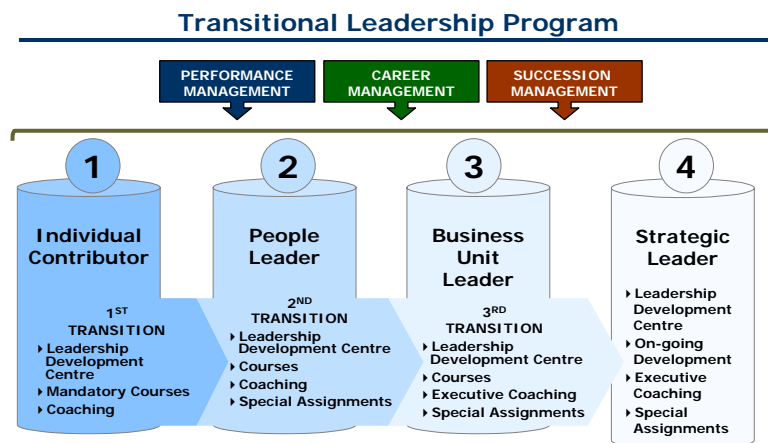 Transitional Leadership Program
PERFORMANCE
MANAGEMENT
CAREER
MANAGEMENT
SUCCESSION
MANAGEMENT
1
Individual
Contributor
1ST
TRANSITION
Leadership
Development
Centre
Mandatory Courses
Coaching
2
People
Leader
2ND
TRANSITION
Leadership
Development Centre
Courses
Coaching
Special Assignments
3
Business
Unit
Leader
3RD
TRANSITION
Leadership
Development Centre
Courses
Executive Coaching
Special Assignments
4
Strategic
Leader
Leadership
Development
Centre
On-going
Development
Executive
Coaching
Special
Assignments